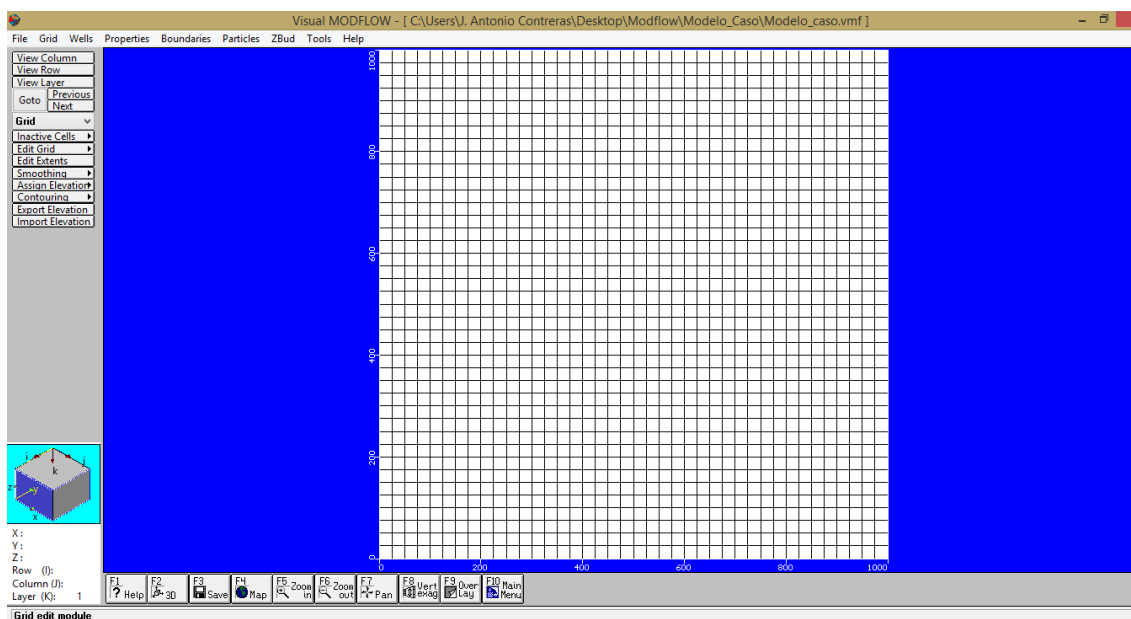 Visual MODFLOW - [ C:\Users\J. Antonio Contreras\Desktop\Modflow\Modelo_Caso\Modelo_caso.vmf ]
File Grid Wells Properties Boundaries Particles ZBud Tools Help
View Column
View Row
View Layer
Goto Previous
Next
Grid
Inactive Cells
Edit Grid
Edit Extents
Smoothing
Assign Elevation
Contouring
Export Elevation
Import Elevation
1000
800
600
400
200
0
0 200 400 600 800 1000
i j
k
z
y
x
X :
Y :
Z :
Row (I):
Column (J):
Layer (K): 1
F1 ? Help
F2 3D
F3 Save
F4 Map
F5 Zoom in
F6 Zoom out
F7 Pan
F8 Vert exag
F9 Over Lay
F10 Main Menu
Grid edit module